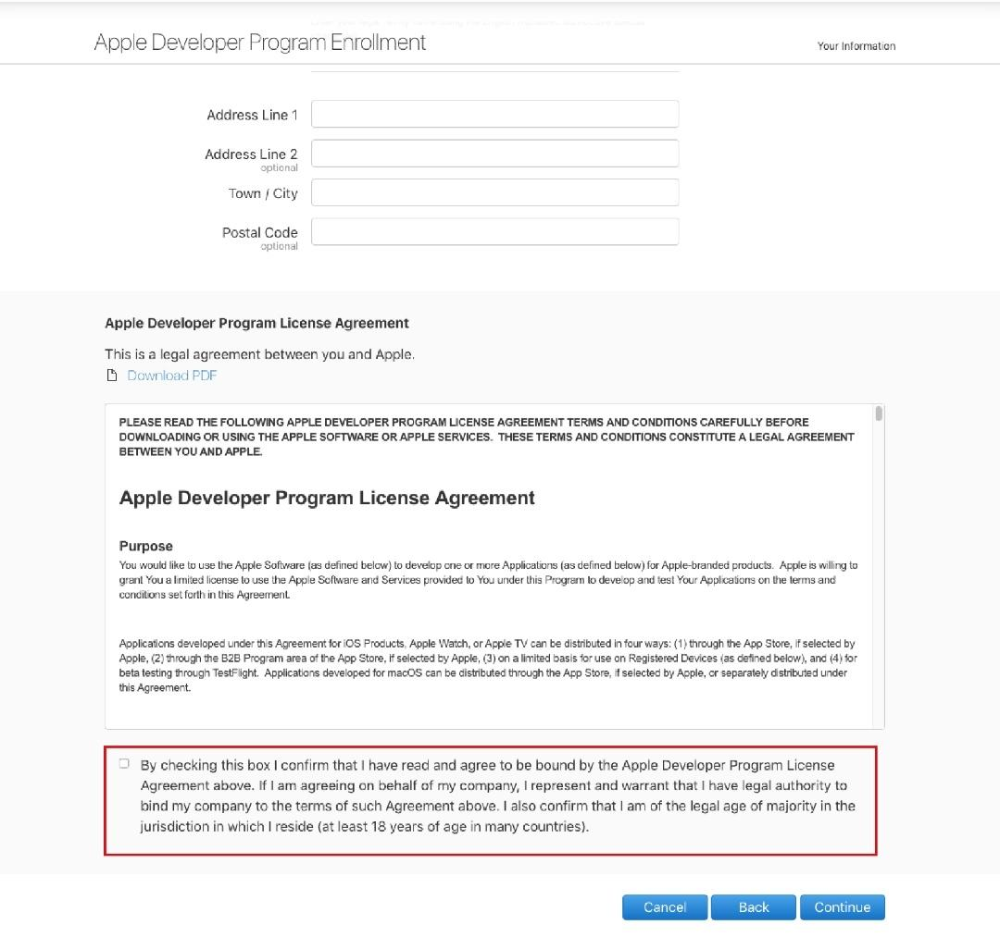 Apple Developer Program Enrollment
Your Information
Address Line 1
Address Line 2
optional
Town / City
Postal Code
optional
Apple Developer Program License Agreement
This is a legal agreement between you and Apple.
Download PDF
PLEASE READ THE FOLLOWING APPLE DEVELOPER PROGRAM LICENSE AGREEMENT TERMS AND CONDITIONS CAREFULLY BEFORE
DOWNLOADING OR USING THE APPLE SOFTWARE OR APPLE SERVICES.  THESE TERMS AND CONDITIONS CONSTITUTE A LEGAL AGREEMENT
BETWEEN YOU AND APPLE.
Apple Developer Program License Agreement
Purpose
You would like to use the Apple Software (as defined below) to develop one or more Applications (as defined below) for Apple-branded products.  Apple is willing to
grant You a limited license to use the Apple Software and Services provided to You under this Program to develop and test Your Applications on the terms and
conditions set forth in this Agreement.
Applications developed under this Agreement for iOS Products, Apple Watch, or Apple TV can be distributed in four ways: (1) through the App Store, if selected by
Apple, (2) through the B2B Program area of the App Store, if selected by Apple, (3) on a limited basis for use on Registered Devices (as defined below), and (4) for
beta testing through TestFlight.  Applications developed for macOS can be distributed through the App Store, if selected by Apple, or separately distributed under
this Agreement.
By checking this box I confirm that I have read and agree to be bound by the Apple Developer Program License
Agreement above. If I am agreeing on behalf of my company, I represent and warrant that I have legal authority to
bind my company to the terms of such Agreement above. I also confirm that I am of the legal age of majority in the
jurisdiction in which I reside (at least 18 years of age in many countries).
Cancel
Back
Continue